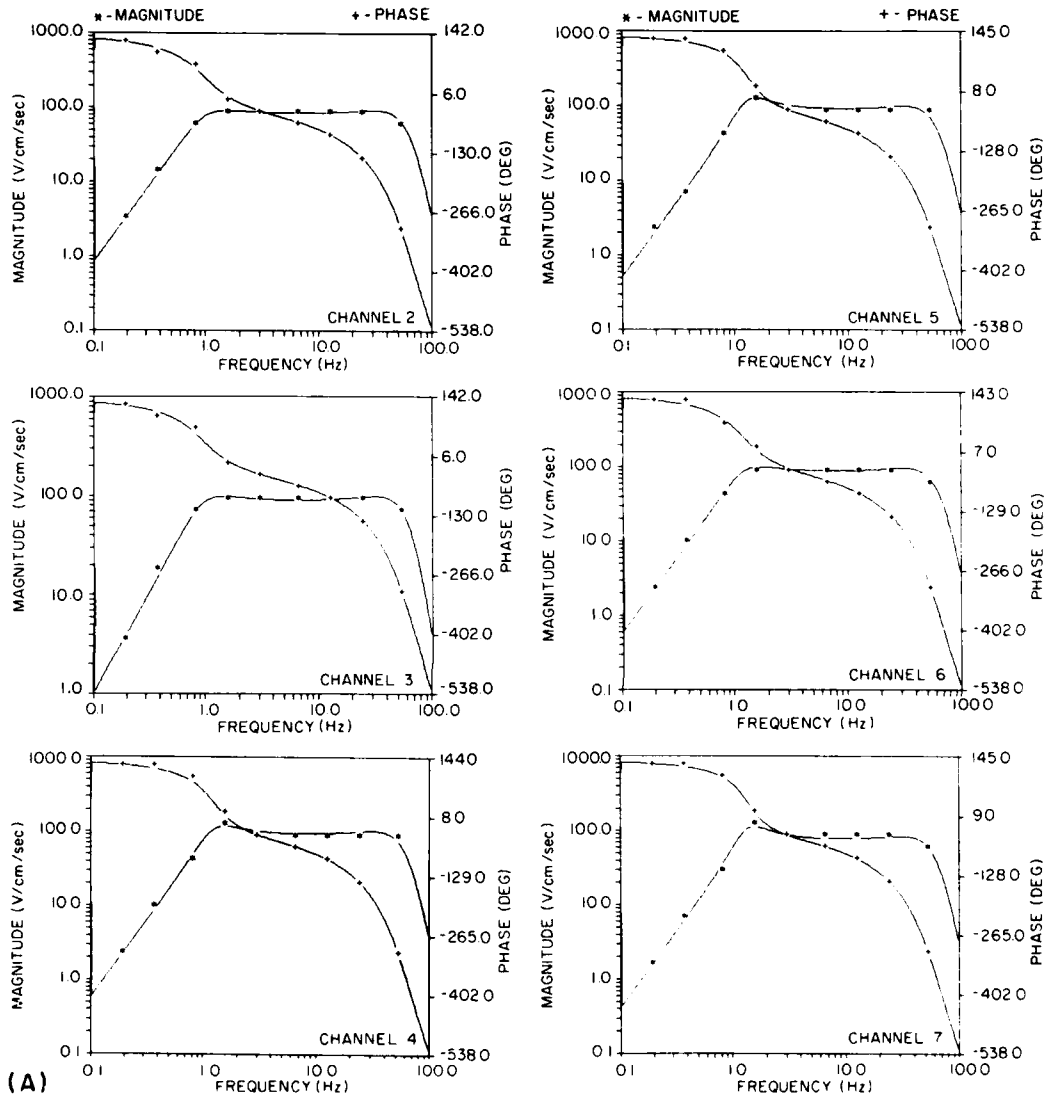 *-MAGNITUDE +-PHASE
1000.0
100.0
10.0
1.0
0.1
MAGNITUDE (V/cm/sec)
142.0
6.0
-130.0
-266.0
-402.0
-538.0
PHASE (DEG)
CHANNEL 2
0.1 1.0 10.0 100.0
FREQUENCY (Hz)
*-MAGNITUDE +-PHASE
1000.0
100.0
10.0
1.0
0.1
MAGNITUDE (V/cm/sec)
145.0
8.0
-128.0
-265.0
-402.0
-538.0
PHASE (DEG)
CHANNEL 5
0.1 1.0 10.0 100.0
FREQUENCY (Hz)
1000.0
100.0
10.0
1.0
MAGNITUDE (V/cm/sec)
142.0
6.0
-130.0
-266.0
-402.0
-538.0
PHASE (DEG)
CHANNEL 3
0.1 1.0 10.0 100.0
FREQUENCY (Hz)
1000.0
100.0
10.0
1.0
0.1
MAGNITUDE (V/cm/sec)
143.0
7.0
-129.0
-266.0
-402.0
-538.0
PHASE (DEG)
CHANNEL 6
0.1 1.0 10.0 100.0
FREQUENCY (Hz)
1000.0
100.0
10.0
1.0
0.1
MAGNITUDE (V/cm/sec)
144.0
8.0
-129.0
-265.0
-402.0
-538.0
PHASE (DEG)
CHANNEL 4
0.1 1.0 10.0 100.0
FREQUENCY (Hz)
1000.0
100.0
10.0
1.0
0.1
MAGNITUDE (V/cm/sec)
145.0
9.0
-128.0
-265.0
-402.0
-538.0
PHASE (DEG)
CHANNEL 7
0.1 1.0 10.0 100.0
FREQUENCY (Hz)
(A)